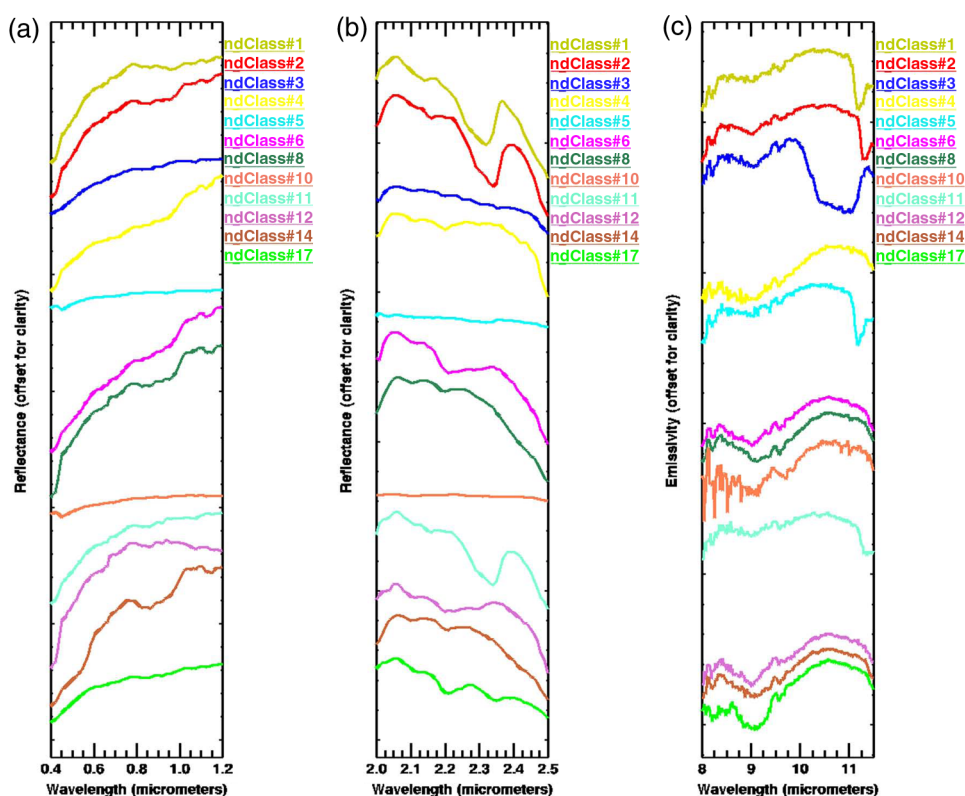 (a)
ndClass#1
ndClass#2
ndClass#3
ndClass#4
ndClass#5
ndClass#6
ndClass#8
ndClass#10
ndClass#11
ndClass#12
ndClass#14
ndClass#17
Reflectance (offset for clarity)
0.4 0.6 0.8 1.0 1.2
Wavelength (micrometers)
(b)
ndClass#1
ndClass#2
ndClass#3
ndClass#4
ndClass#5
ndClass#6
ndClass#8
ndClass#10
ndClass#11
ndClass#12
ndClass#14
ndClass#17
Reflectance (offset for clarity)
2.0 2.1 2.2 2.3 2.4 2.5
Wavelength (micrometers)
(c)
ndClass#1
ndClass#2
ndClass#3
ndClass#4
ndClass#5
ndClass#6
ndClass#8
ndClass#10
ndClass#11
ndClass#12
ndClass#14
ndClass#17
Emissivity (offset for clarity)
8 9 10 11
Wavelength (micrometers)